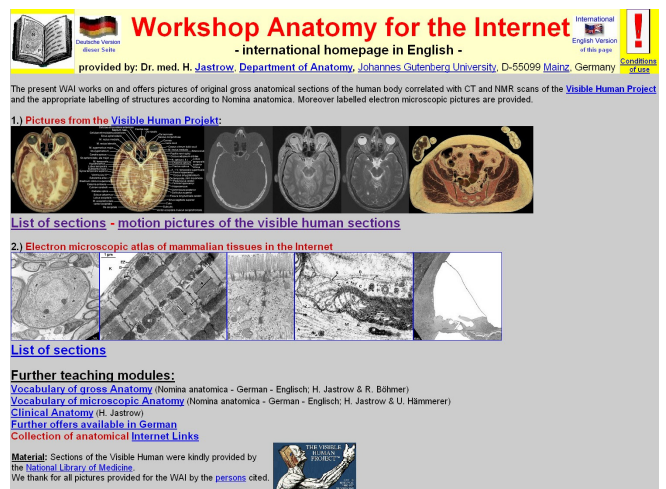 Workshop Anatomy for the Internet
International
Deutsche Version
dieser Seite
English Version
of this page
- international homepage in English -
Conditions
of use
provided by: Dr. med. H. Jastrow, Department of Anatomy, Johannes Gutenberg University, D-55099 Mainz, Germany
The present WAI works on and offers pictures of original gross anatomical sections of the human body correlated with CT and NMR scans of the Visible Human Project
and the appropriate labelling of structures according to Nomina anatomica. Moreover labelled electron microscopic pictures are provided.
1.) Pictures from the Visible Human Projekt:
List of sections - motion pictures of the visible human sections
2.) Electron microscopic atlas of mammalian tissues in the Internet
List of sections
Further teaching modules:
Vocabulary of gross Anatomy (Nomina anatomica - German - Englisch; H. Jastrow & R. Böhmer)
Vocabulary of microscopic Anatomy (Nomina anatomica - German - Englisch; H. Jastrow & U. Hämmerer)
Clinical Anatomy (H. Jastrow)
Further offers available in German
Collection of anatomical Internet Links
Material: Sections of the Visible Human were kindly provided by
the National Library of Medicine.
We thank for all pictures provided for the WAI by the persons cited.
THE VISIBLE
HUMAN
PROJECT